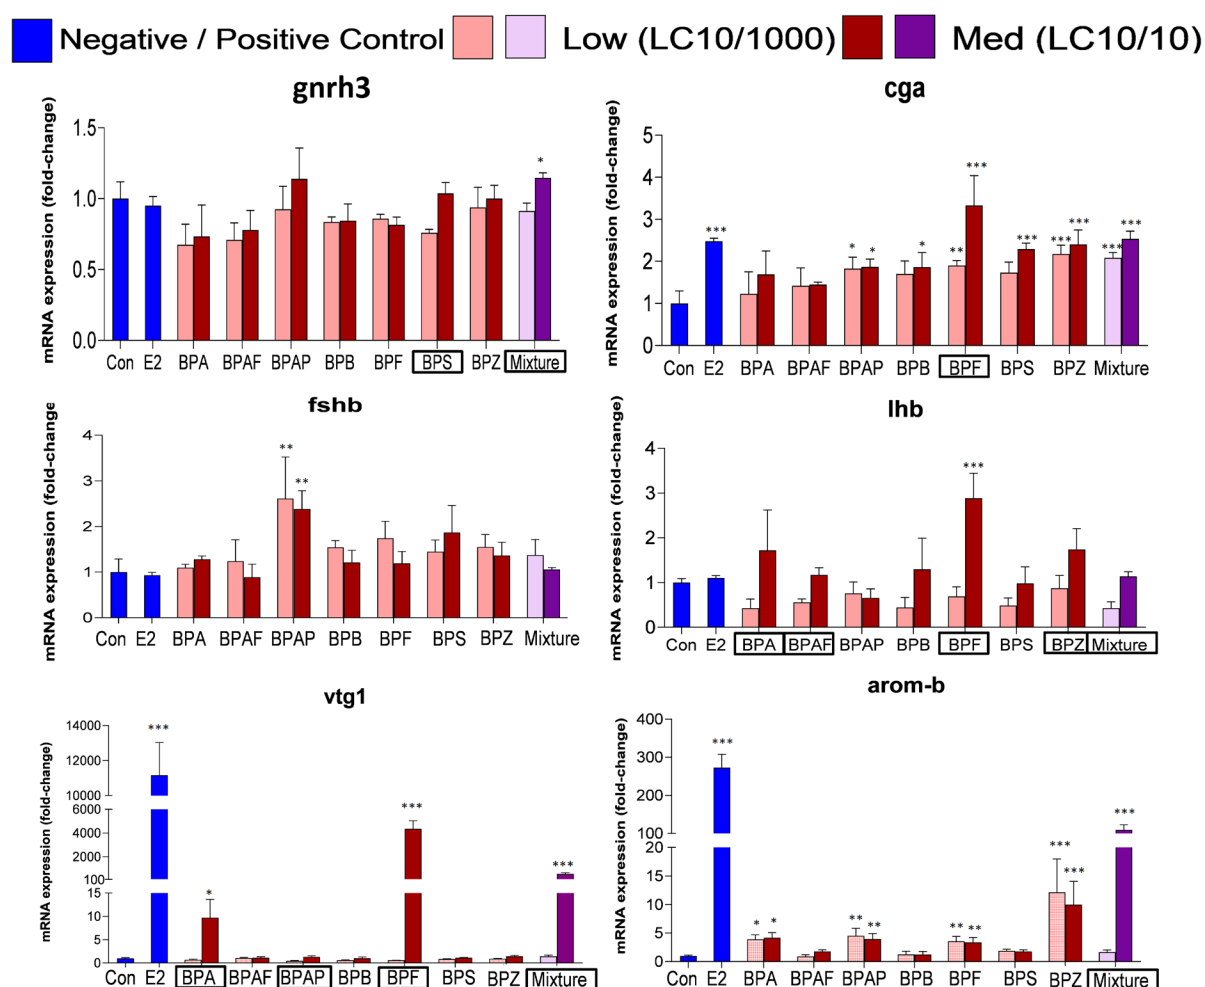 Negative / Positive Control Low (LC10/1000) Med (LC10/10)
gnrh3
mRNA expression (fold-change)
1.5
1.0
0.5
0.0
*
Con E2 BPA BPAF BPAP BPB BPF BPS BPZ Mixture
cga
mRNA expression (fold-change)
5
4
3
2
1
0
*** * * * ** *** *** *** *** *** ***
Con E2 BPA BPAF BPAP BPB BPF BPS BPZ Mixture
fshb
mRNA expression (fold-change
4
3
2
1
0
** **
Con E2 BPA BPAF BPAP BPB BPF BPS BPZ Mixture
lhb
mRNA expression (fold-change)
4
3
2
1
0
***
Con E2 BPA BPAF BPAP BPB BPF BPS BPZ Mixture
vtg1
mRNA expression (fold-change)
14000
12000
10000
6000
4000
2000
100
15
10
5
0
*** * *** ***
Con E2 BPA BPAF BPAP BPB BPF BPS BPZ Mixture
arom-b
mRNA expression (fold-change)
400
300
200
100
20
15
10
5
0
*** * * ** ** ** ** *** *** ***
Con E2 BPA BPAF BPAP BPB BPF BPS BPZ Mixture